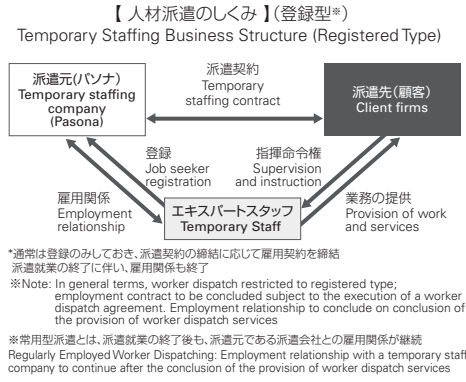 【 人材派遣のしくみ 】（登録型※）
Temporary Staffing Business Structure (Registered Type)
派遣元(パソナ)
Temporary staffing
company
(Pasona)
派遣契約
Temporary
staffing contract
派遣先（顧客）
Client firms
登録
Job seeker
registration
指揮命令権
Supervision
and instruction
雇用関係
Employment
relationship
業務の提供
Provision of work
and services
エキスパートスタッフ
Temporary Staff
*通常は登録のみしておき、派遣契約の締結に応じて雇用契約を締結
派遣就業の終了に伴い、雇用関係も終了
※Note: In general terms, worker dispatch restricted to registered type;
employment contract to be concluded subject to the execution of a worker
dispatch agreement. Employment relationship to conclude on conclusion of
the provision of worker dispatch services
※常用型派遣とは、派遣就業の終了後も、派遣元である派遣会社との雇用関係が継続
Regularly Employed Worker Dispatching: Employment relationship with a temporary staff
company to continue after the conclusion of the provision of worker dispatch services